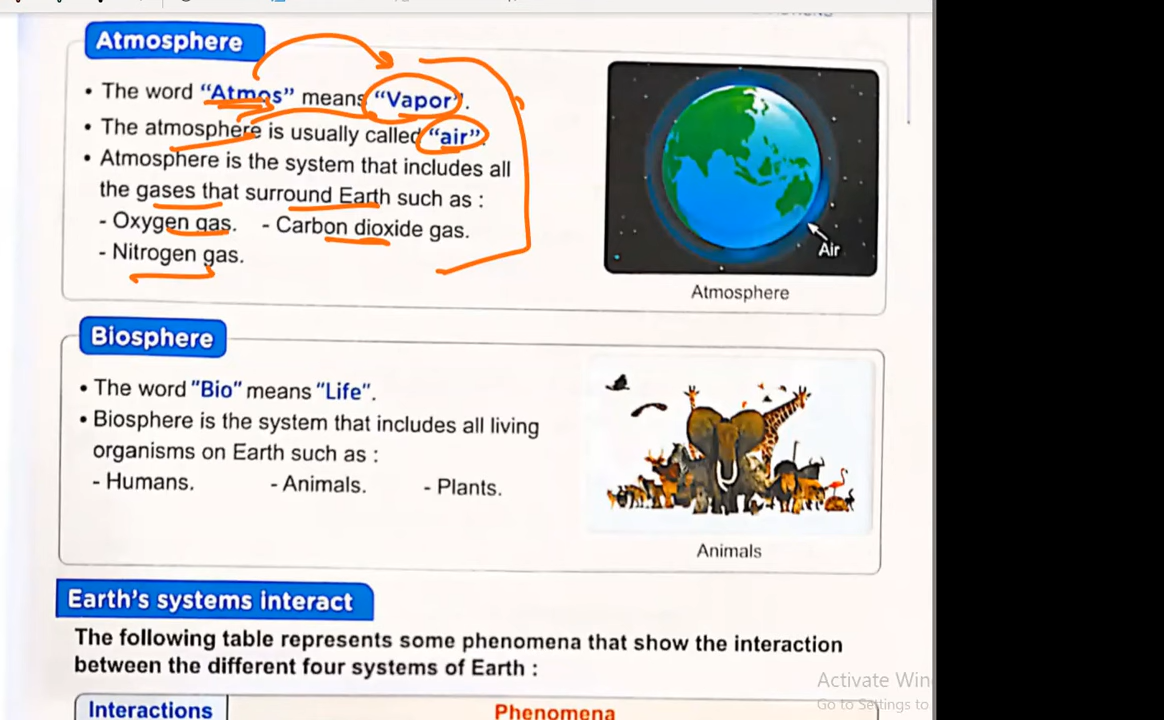 Atmosphere
• The word "Atmos" means "Vapor".
• The atmosphere is usually called "air".
• Atmosphere is the system that includes all
the gases that surround Earth such as :
- Oxygen gas. - Carbon dioxide gas.
- Nitrogen gas.
Air
Atmosphere
Biosphere
• The word "Bio" means "Life".
• Biosphere is the system that includes all living
organisms on Earth such as :
- Humans. - Animals. - Plants.
Animals
Earth's systems interact
The following table represents some phenomena that show the interaction
between the different four systems of Earth :
Activate Win
Go to Settings to
Interactions Phenomena